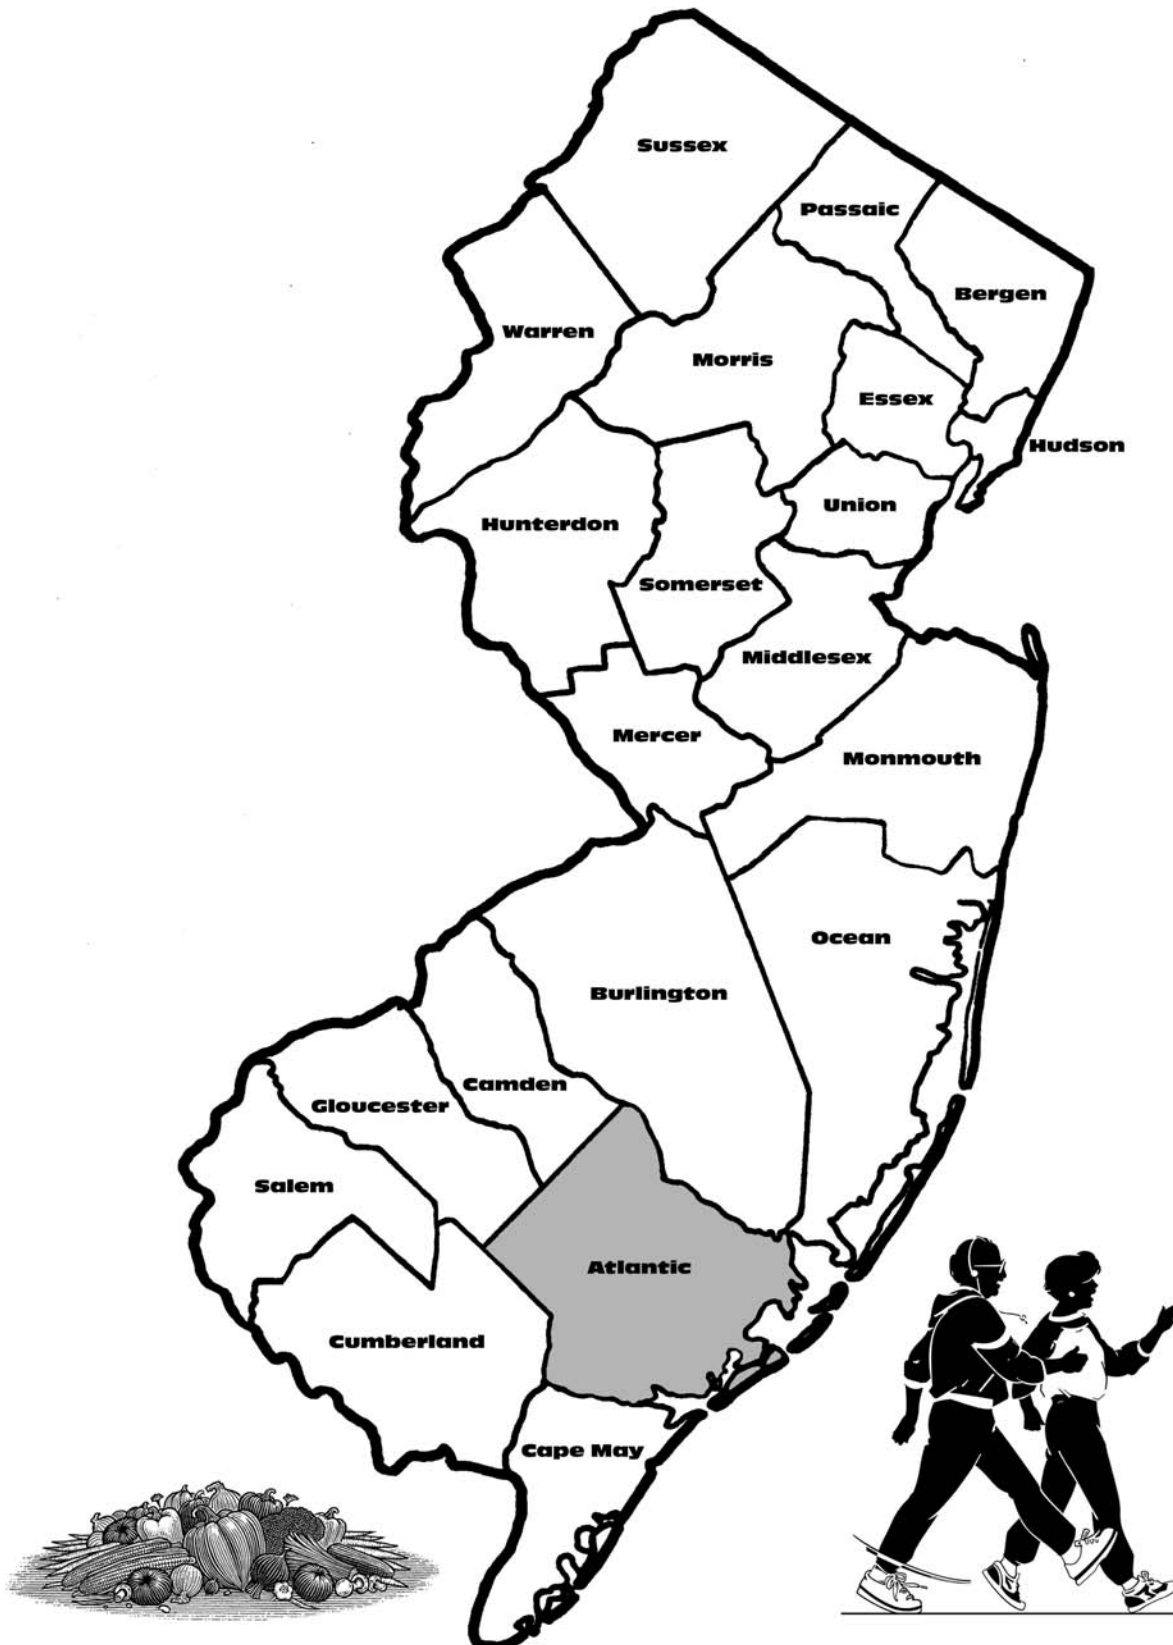 Sussex
Passaic
Bergen
Warren
Morris
Essex
Hudson
Union
Hunterdon
Somerset
Middlesex
Mercer
Monmouth
Ocean
Burlington
Camden
Gloucester
Salem
Atlantic
Cumberland
Cape May